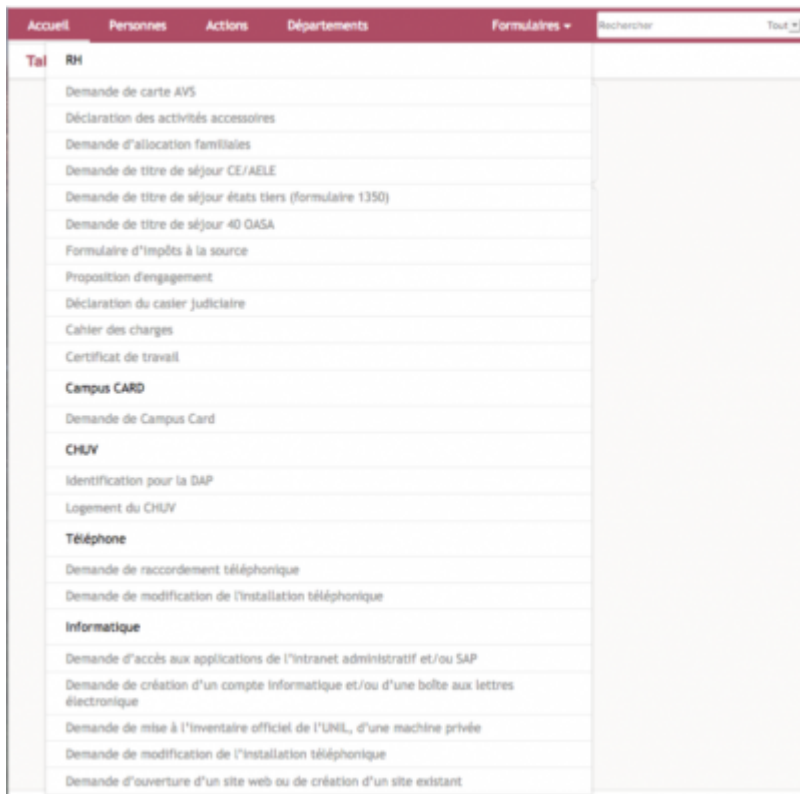 Accueil Personnes Actions Départements Formulaires Rechercher Tout
Tal RH
Demande de carte AVS
Déclaration des activités accessoires
Demande d'allocation familiales
Demande de titre de séjour CE/AELE
Demande de titre de séjour états tiers (formulaire 1350)
Demande de titre de séjour 40 OASA
Formulaire d'impôts à la source
Proposition d'engagement
Déclaration du casier judiciaire
Cahier des charges
Certificat de travail
Campus CARD
Demande de Campus Card
CHUV
Identification pour la DAP
Logement du CHUV
Téléphone
Demande de raccordement téléphonique
Demande de modification de l'installation téléphonique
Informatique
Demande d'accès aux applications de l'intranet administratif et/ou SAP
Demande de création d'un compte informatique et/ou d'une boîte aux lettres
électronique
Demande de mise à l'inventaire officiel de l'UNIL, d'une machine privée
Demande de modification de l'installation téléphonique
Demande d'ouverture d'un site web ou de création d'un site existant